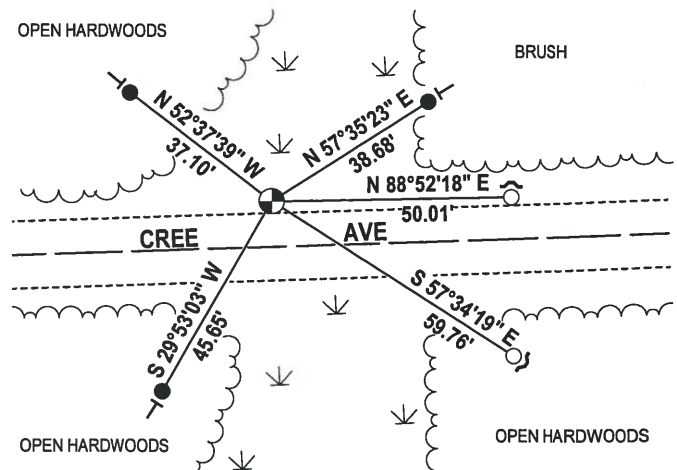 OPEN HARDWOODS
BRUSH
N 52°37'39" W
37.10'
N 57°35'23" E
38.68'
N 88°52'18" E
50.01'
CREE AVE
S 29°53'03" W
45.65'
S 57°34'19" E
59.76'
OPEN HARDWOODS
OPEN HARDWOODS